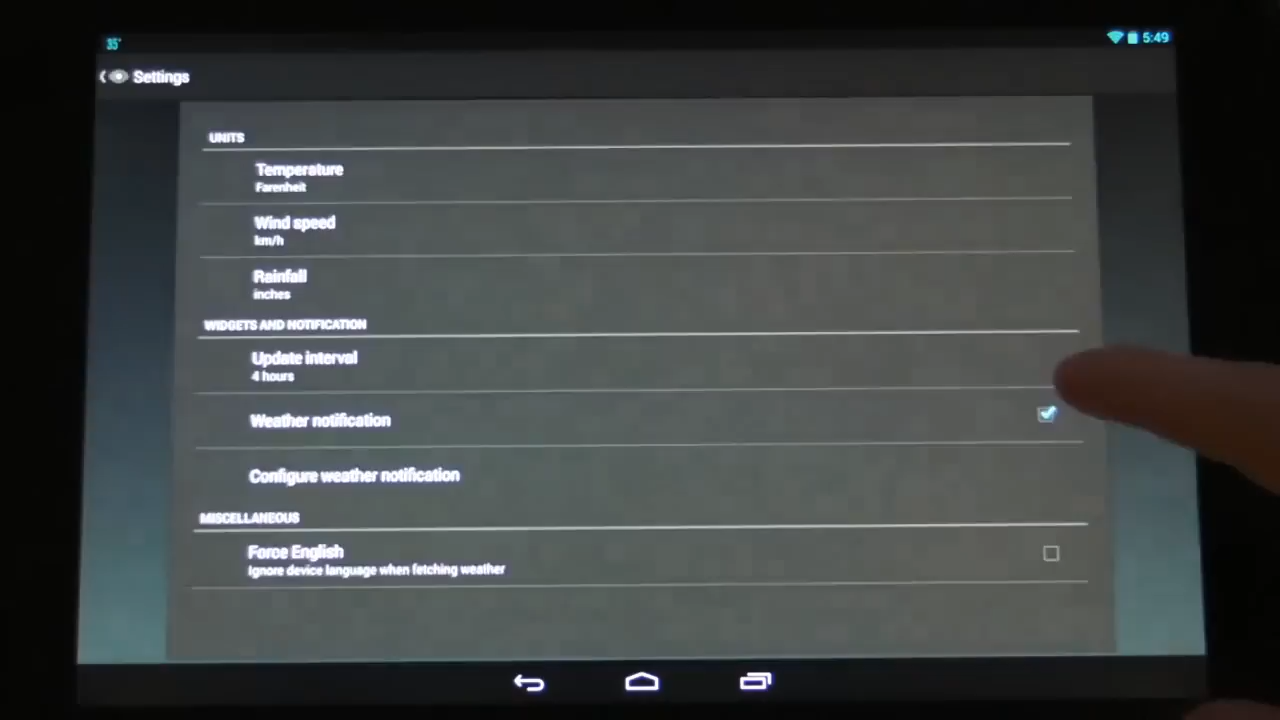 35°
5:49
Settings
UNITS
Temperature
Farenheit
Wind speed
km/h
Rainfall
inches
WIDGETS AND NOTIFICATION
Update interval
4 hours
Weather notification
Configure weather notification
MISCELLANEOUS
Force English
Ignore device language when fetching weather